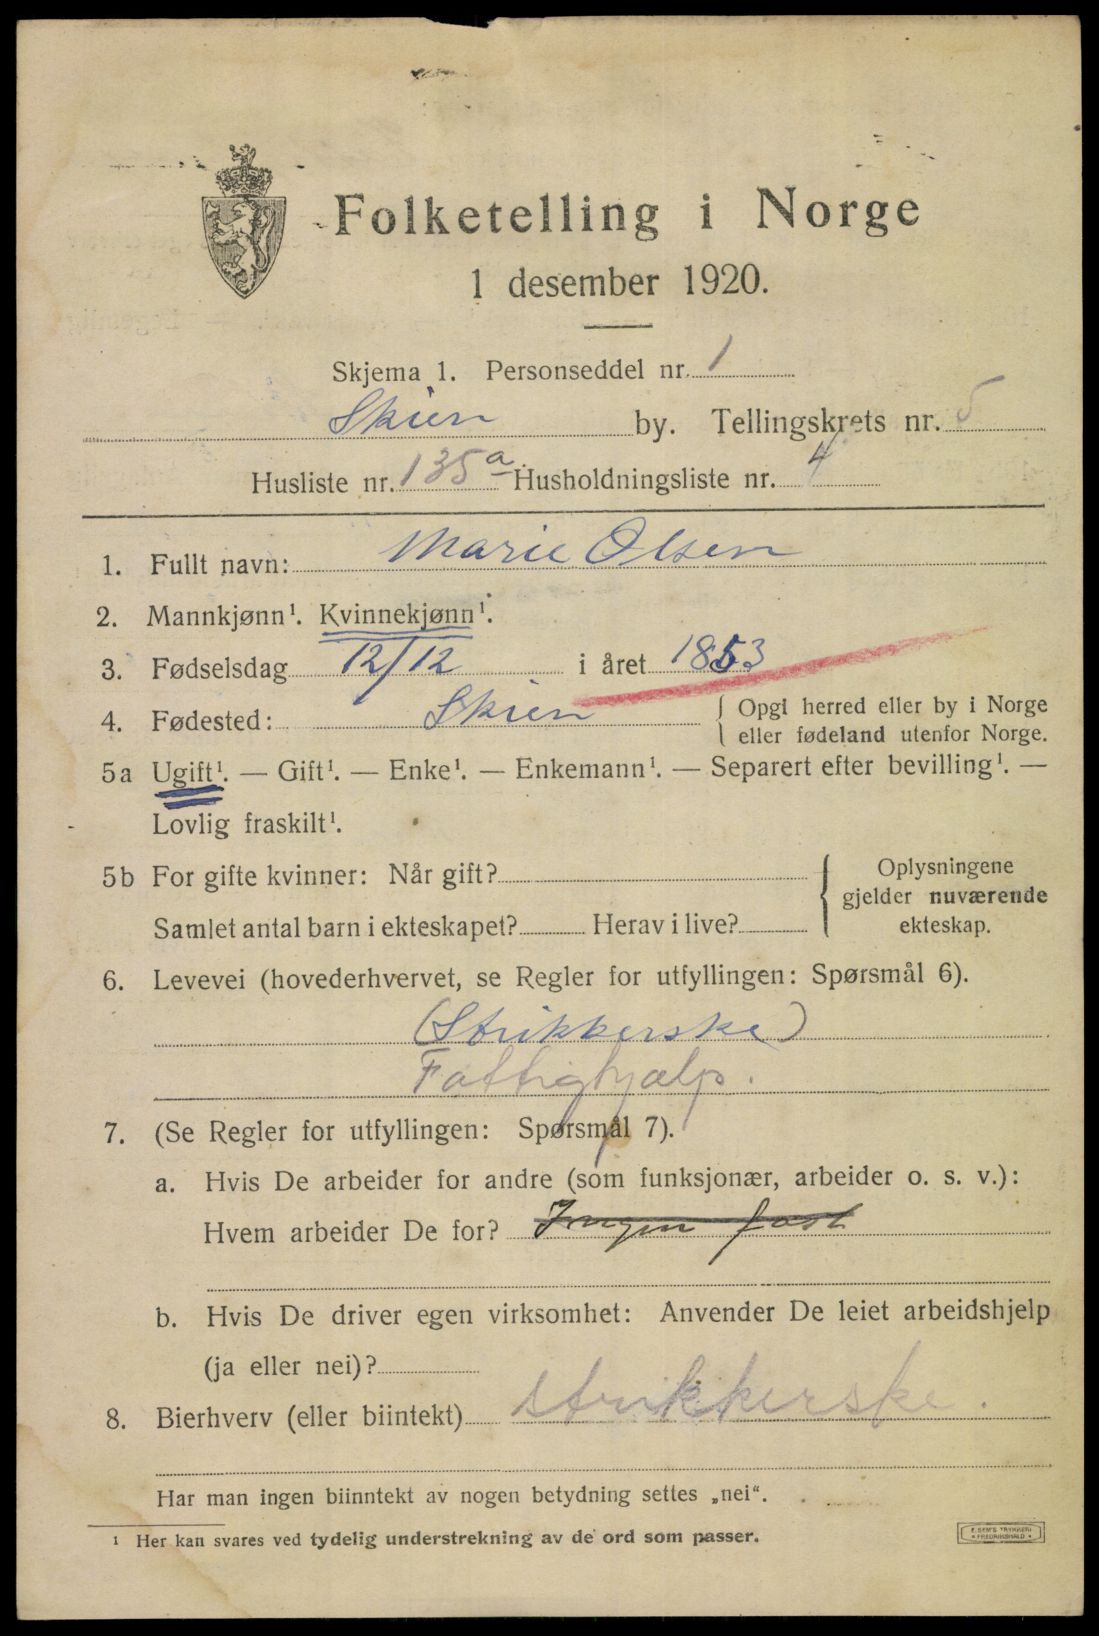 Folketelling i Norge
1 desember 1920.
Skjema 1. Personseddel nr. 1
Skien by. Tellingskrets nr. 5
Husliste nr. 135a Husholdningsliste nr. 4
1. Fullt navn: Marie Olsen
2. Mannkjønn¹. Kvinnekjønn¹.
3. Fødselsdag 12/12 i året 1853
4. Fødested: Skien { Opgi herred eller by i Norge
eller fødeland utenfor Norge.
5a Ugift¹. — Gift¹. — Enke¹. — Enkemann¹. — Separert efter bevilling¹. —
Lovlig fraskilt¹.
5b For gifte kvinner: Når gift?
Samlet antal barn i ekteskapet? Herav i live?
Oplysningene
gjelder nuværende
ekteskap.
6. Levevei (hovederhvervet, se Regler for utfyllingen: Spørsmål 6).
(Strikkerske)
Fattighjælp.
7. (Se Regler for utfyllingen: Spørsmål 7).
a. Hvis De arbeider for andre (som funksjonær, arbeider o. s. v.):
Hvem arbeider De for? Ingen fast
b. Hvis De driver egen virksomhet: Anvender De leiet arbeidshjelp
(ja eller nei)?
8. Bierhverv (eller biintekt) strikkerske.
Har man ingen biinntekt av nogen betydning settes „nei“.
¹ Her kan svares ved tydelig understrekning av de ord som passer.
E. SEM'S TRYKKERI
FREDRIKSHALD